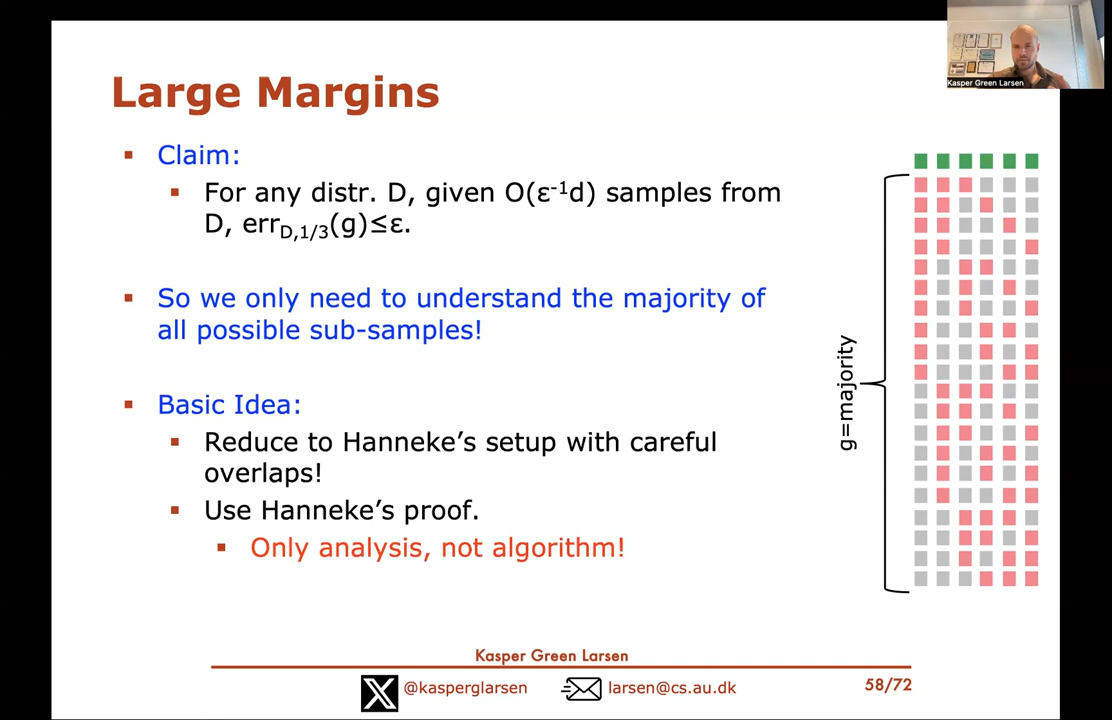 Kasper Green Larsen
Large Margins
Claim:
For any distr. D, given O(ε⁻¹d) samples from
D, err_{D,1/3}(g)≤ε.
So we only need to understand the majority of
all possible sub-samples!
Basic Idea:
Reduce to Hanneke’s setup with careful
overlaps!
Use Hanneke’s proof.
Only analysis, not algorithm!
g=majority
Kasper Green Larsen
@kasperglarsen
larsen@cs.au.dk
58/72